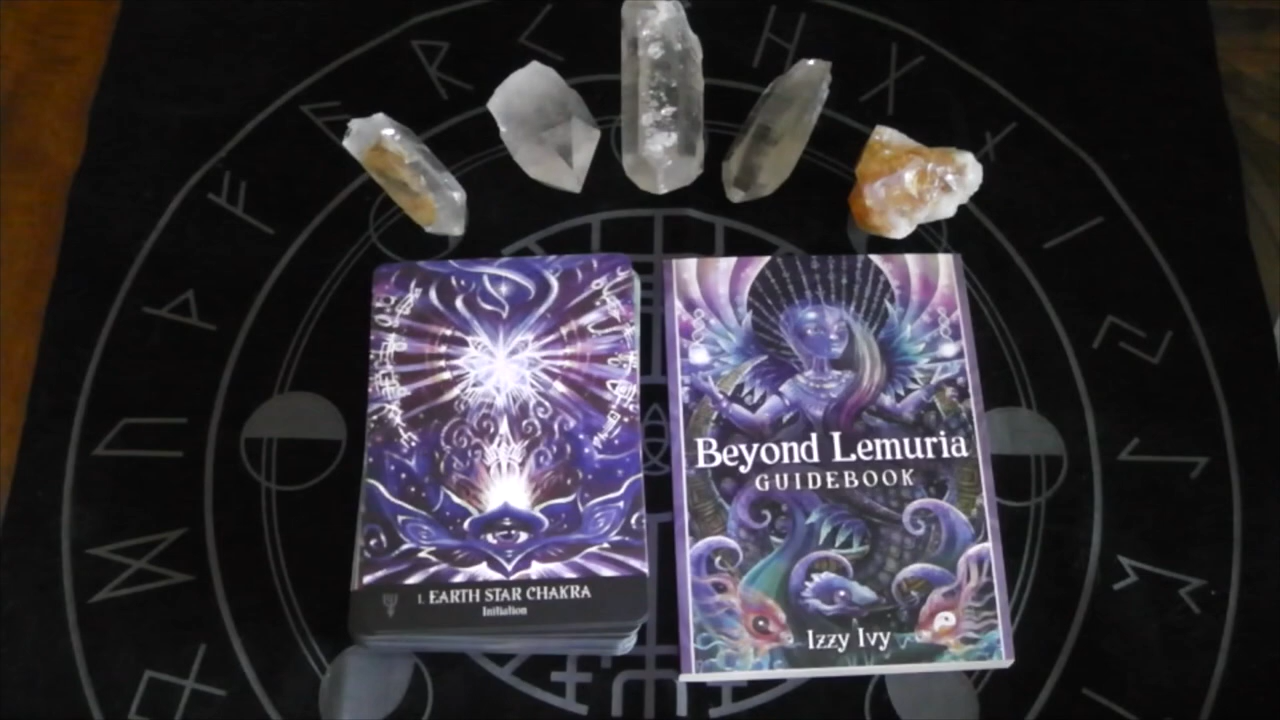 1. EARTH STAR CHAKRA
Initiation
Beyond Lemuria
GUIDEBOOK
Izzy Ivy